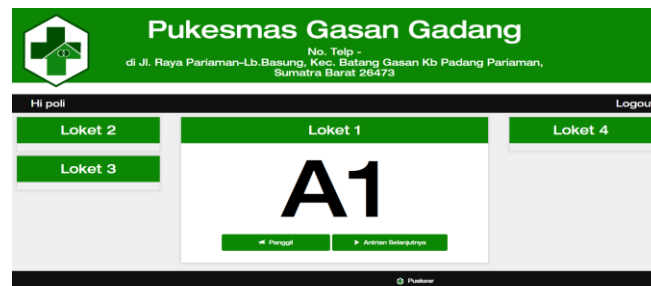 Pukesmas Gasan Gadang
No. Telp -
di Jl. Raya Pariaman-Lb.Basung, Kec. Batang Gasan Kb Padang Pariaman,
Sumatra Barat 26473
Hi poli
Logou
Loket 2
Loket 1
Loket 4
Loket 3
A1
Panggil
Antrian Selanjutnya